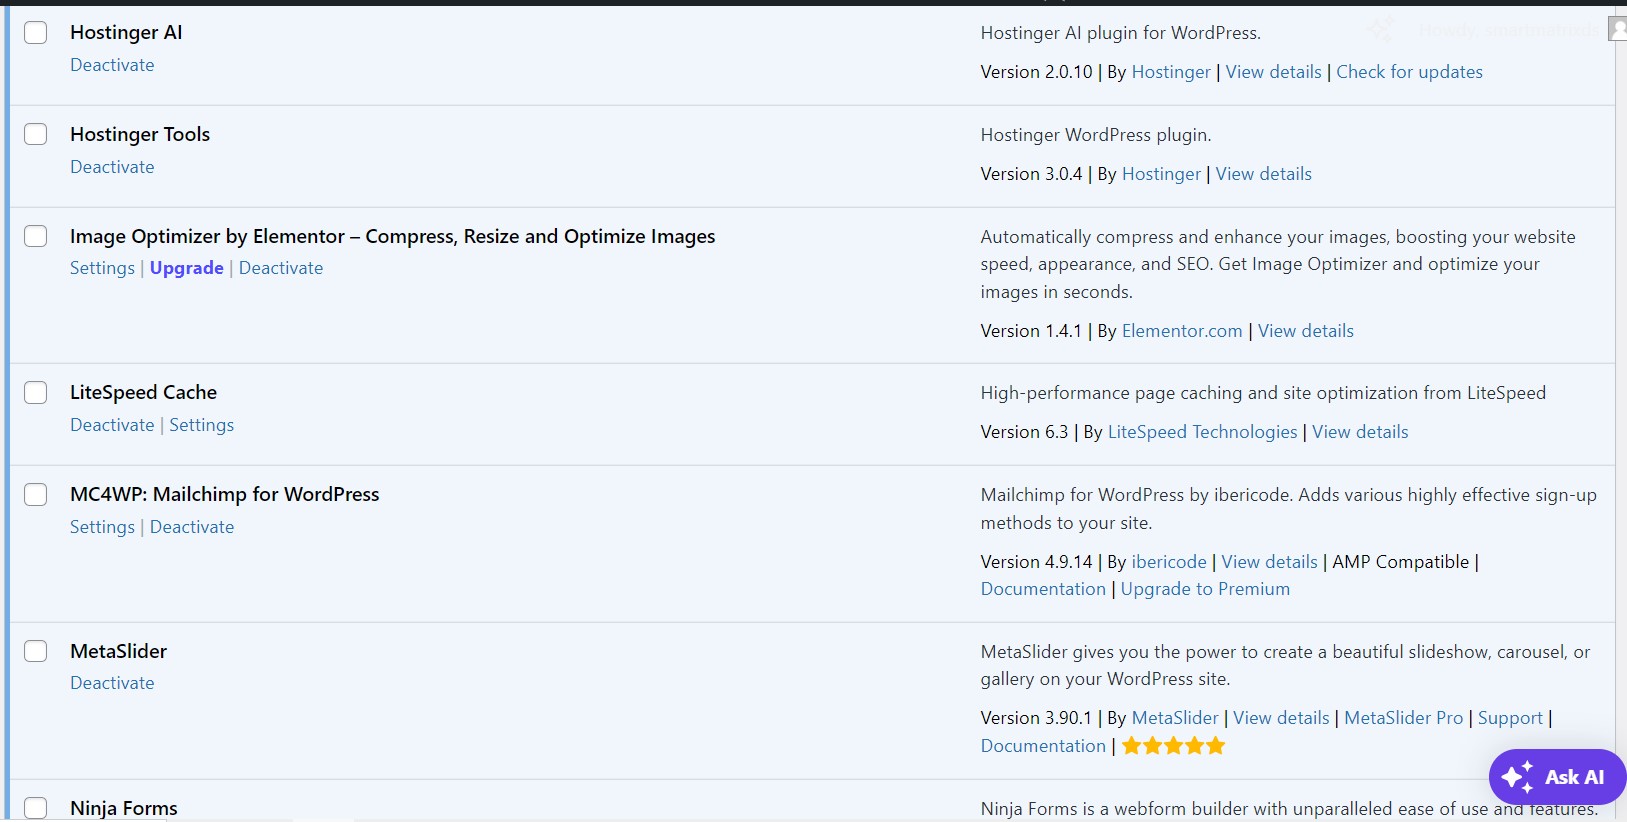 Hostinger AI
Deactivate
Hostinger AI plugin for WordPress.
Version 2.0.10 | By Hostinger | View details | Check for updates
Hostinger Tools
Deactivate
Hostinger WordPress plugin.
Version 3.0.4 | By Hostinger | View details
Image Optimizer by Elementor – Compress, Resize and Optimize Images
Settings | Upgrade | Deactivate
Automatically compress and enhance your images, boosting your website
speed, appearance, and SEO. Get Image Optimizer and optimize your
images in seconds.
Version 1.4.1 | By Elementor.com | View details
LiteSpeed Cache
Deactivate | Settings
High-performance page caching and site optimization from LiteSpeed
Version 6.3 | By LiteSpeed Technologies | View details
MC4WP: Mailchimp for WordPress
Settings | Deactivate
Mailchimp for WordPress by ibericode. Adds various highly effective sign-up
methods to your site.
Version 4.9.14 | By ibericode | View details | AMP Compatible |
Documentation | Upgrade to Premium
MetaSlider
Deactivate
MetaSlider gives you the power to create a beautiful slideshow, carousel, or
gallery on your WordPress site.
Version 3.90.1 | By MetaSlider | View details | MetaSlider Pro | Support |
Documentation | ★★★★★
Ask AI
Ninja Forms
Ninja Forms is a webform builder with unparalleled ease of use and features.